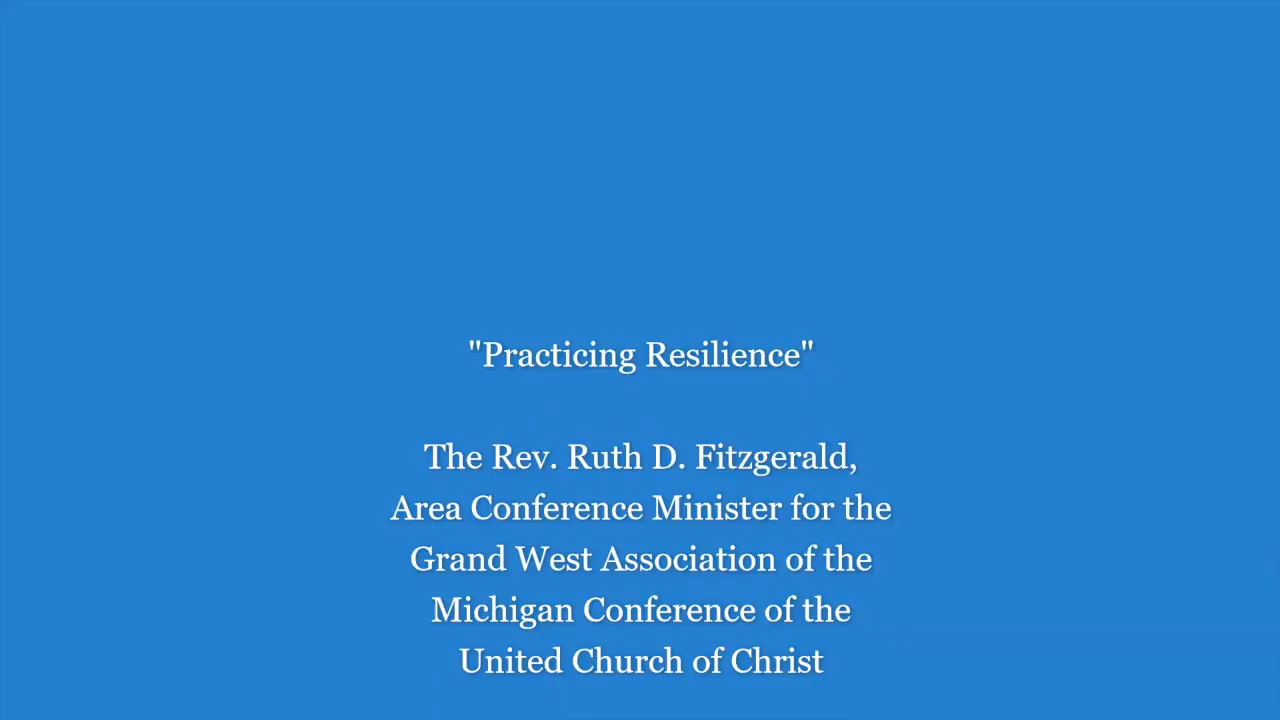 "Practicing Resilience"
The Rev. Ruth D. Fitzgerald,
Area Conference Minister for the
Grand West Association of the
Michigan Conference of the
United Church of Christ